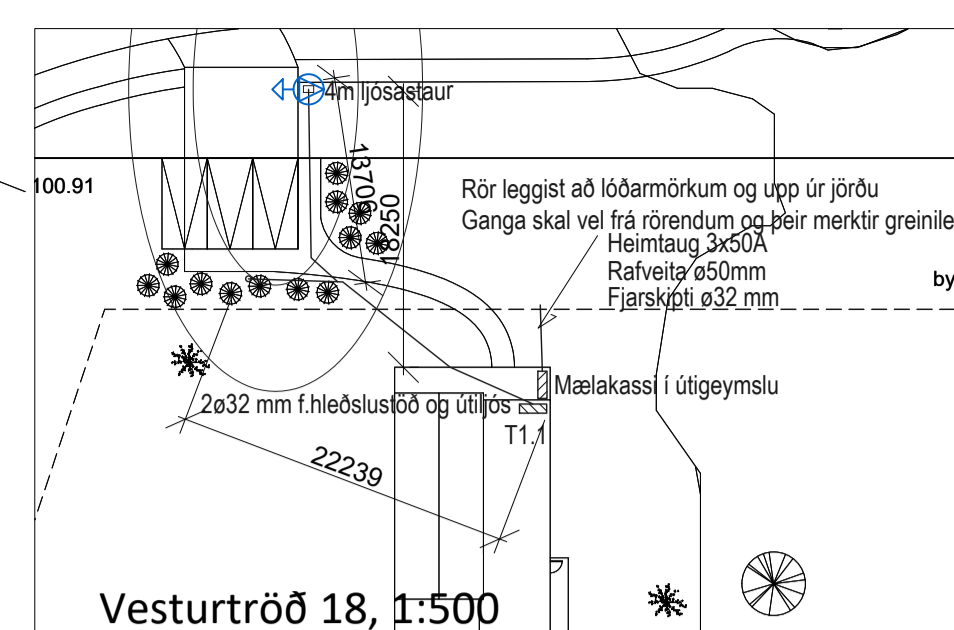 4m ljósastaur
13706
18250
100.91
Rör leggist að lóðarmörkum og upp úr jörðu
Ganga skal vel frá rörendum og þeir merktir greinile
Heimtaug 3x50A
Rafveita ø50mm
Fjarskipti ø32 mm
by
Mælakassi í útigeymslu
2ø32 mm f.hleðslustöð og útiljós
T1.1
22239
Vesturtröð 18, 1:500